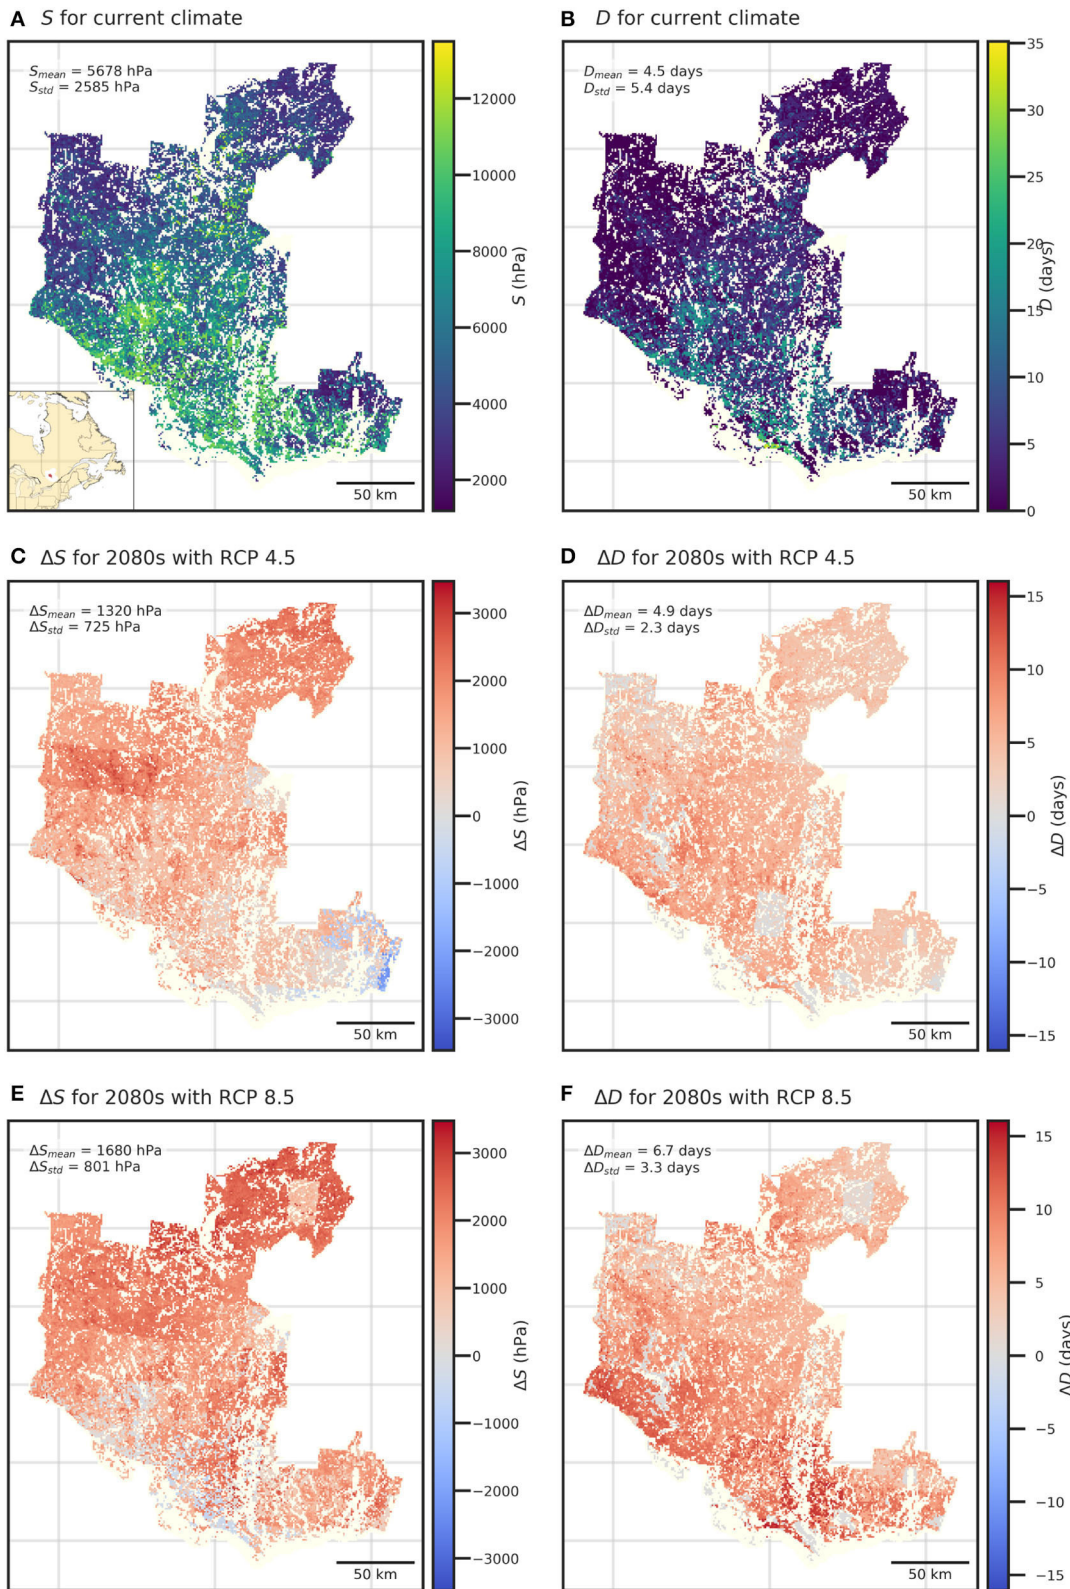 A S for current climate
S_mean = 5678 hPa
S_std = 2585 hPa
12000
10000
8000
6000
4000
2000
S (hPa)
50 km
B D for current climate
D_mean = 4.5 days
D_std = 5.4 days
35
30
25
20
15
10
5
0
D (days)
50 km
C ΔS for 2080s with RCP 4.5
ΔS_mean = 1320 hPa
ΔS_std = 725 hPa
3000
2000
1000
0
−1000
−2000
−3000
ΔS (hPa)
50 km
D ΔD for 2080s with RCP 4.5
ΔD_mean = 4.9 days
ΔD_std = 2.3 days
15
10
5
0
−5
−10
−15
ΔD (days)
50 km
E ΔS for 2080s with RCP 8.5
ΔS_mean = 1680 hPa
ΔS_std = 801 hPa
3000
2000
1000
0
−1000
−2000
−3000
ΔS (hPa)
50 km
F ΔD for 2080s with RCP 8.5
ΔD_mean = 6.7 days
ΔD_std = 3.3 days
15
10
5
0
−5
−10
−15
ΔD (days)
50 km